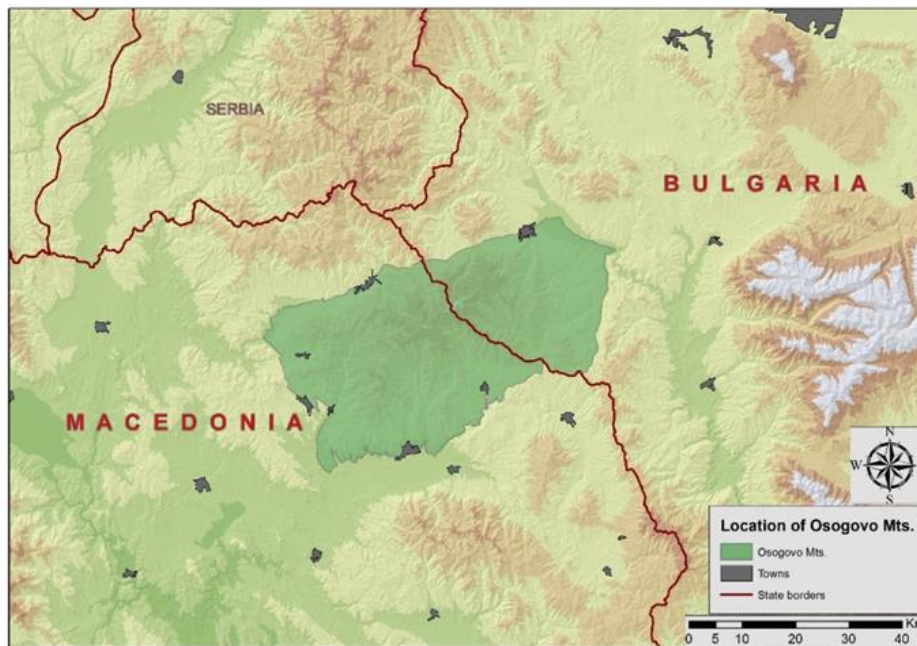 SERBIA
BULGARIA
MACEDONIA
N
W E
S
Location of Osogovo Mts.
Osogovo Mts.
Towns
State borders
0 5 10 20 30 40